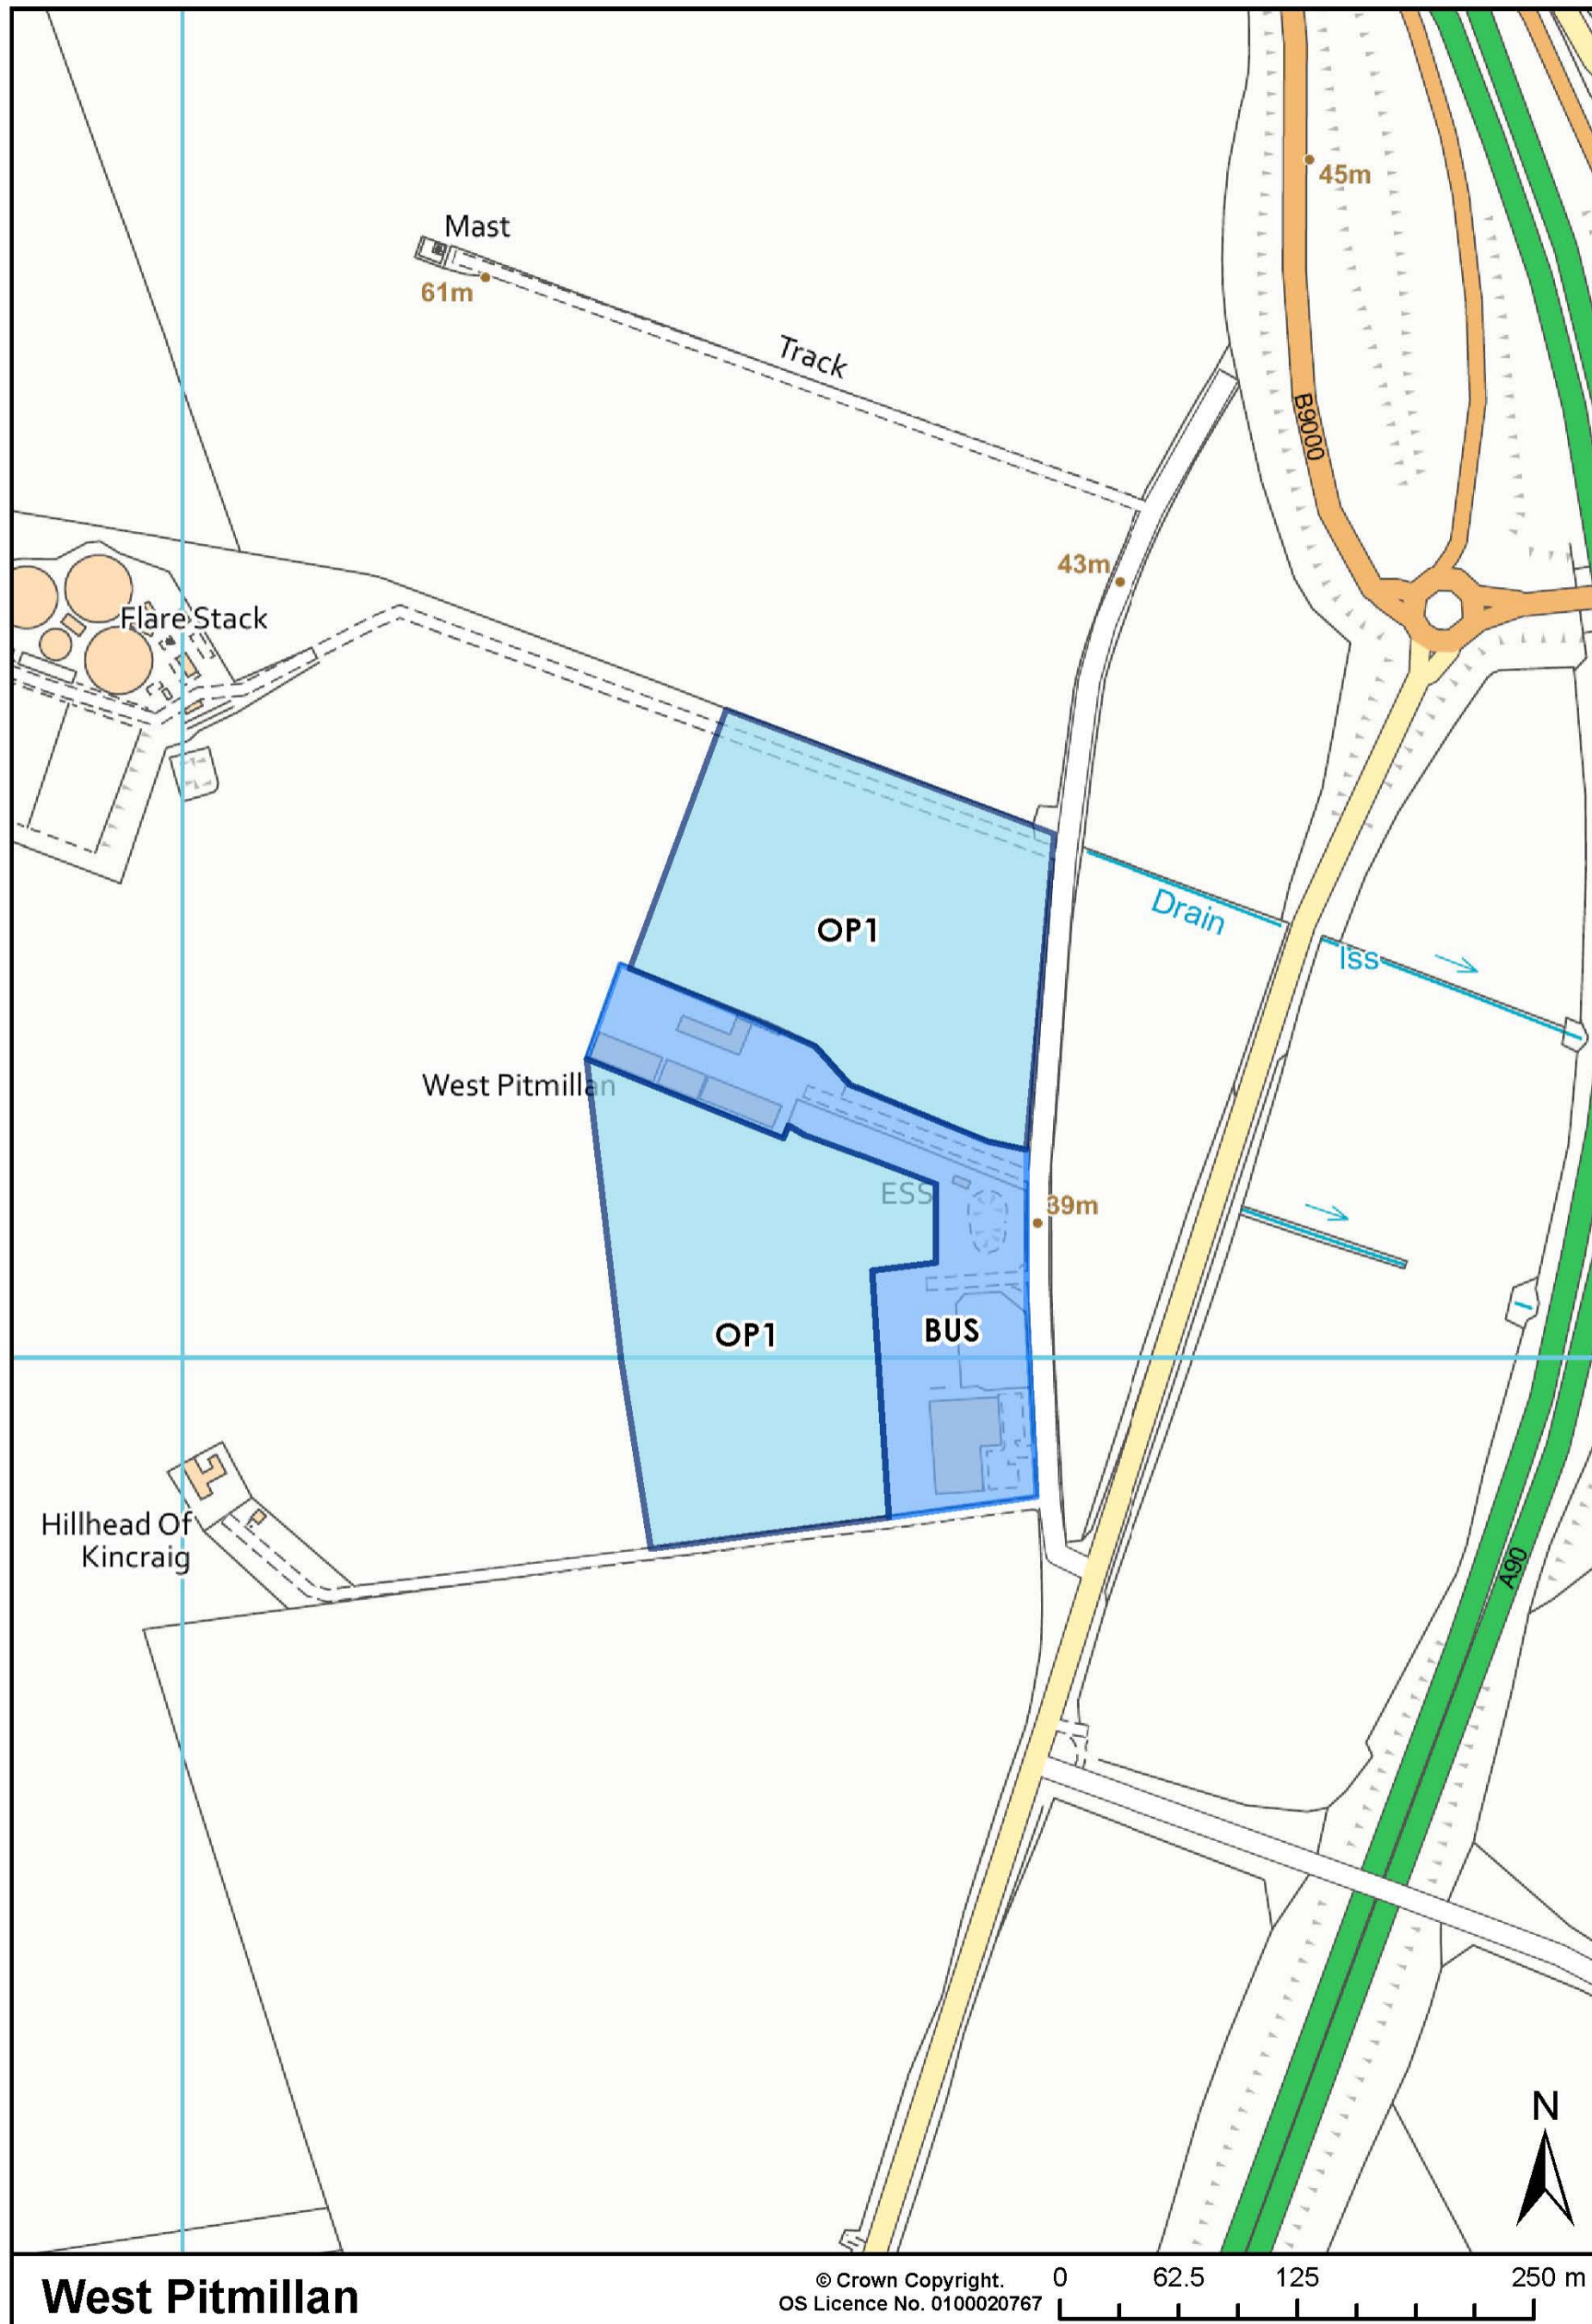 45m
Mast
61m
Track
B9000
43m
Flare Stack
OP1
Drain
Iss
West Pitmillan
ESS
39m
OP1
BUS
Hillhead Of
Kincraig
A90
N
West Pitmillan
© Crown Copyright.
OS Licence No. 0100020767
0 62.5 125 250 m